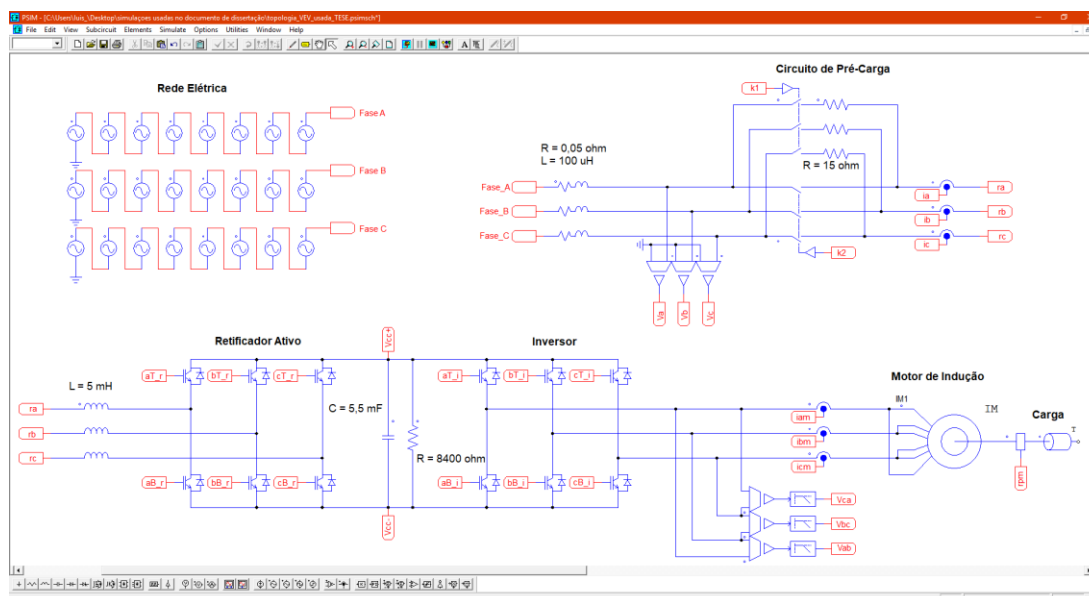 PSIM - [C:\Users\luis_\Desktop\simulaçoes usadas no documento de dissertação\topologia_VEV_usada_TESE.psimsch*]
File Edit View Subcircuit Elements Simulate Options Utilities Window Help
Circuito de Pré-Carga
Rede Elétrica
k1
Fase A
R = 0,05 ohm
L = 100 uH
R = 15 ohm
Fase B
Fase_A
ia
ra
Fase_B
ib
rb
Fase C
Fase_C
ic
rc
k2
Va
Vb
Vc
Retificador Ativo
Vcc+
Inversor
aT_r
bT_r
cT_r
aT_i
bT_i
cT_i
Motor de Indução
L = 5 mH
IM1
IM
Carga
ra
C = 5,5 mF
iam
T
rb
ibm
rc
R = 8400 ohm
icm
aB_r
bB_r
cB_r
aB_i
bB_i
cB_i
rpm
Vca
Vcc-
Vbc
Vab